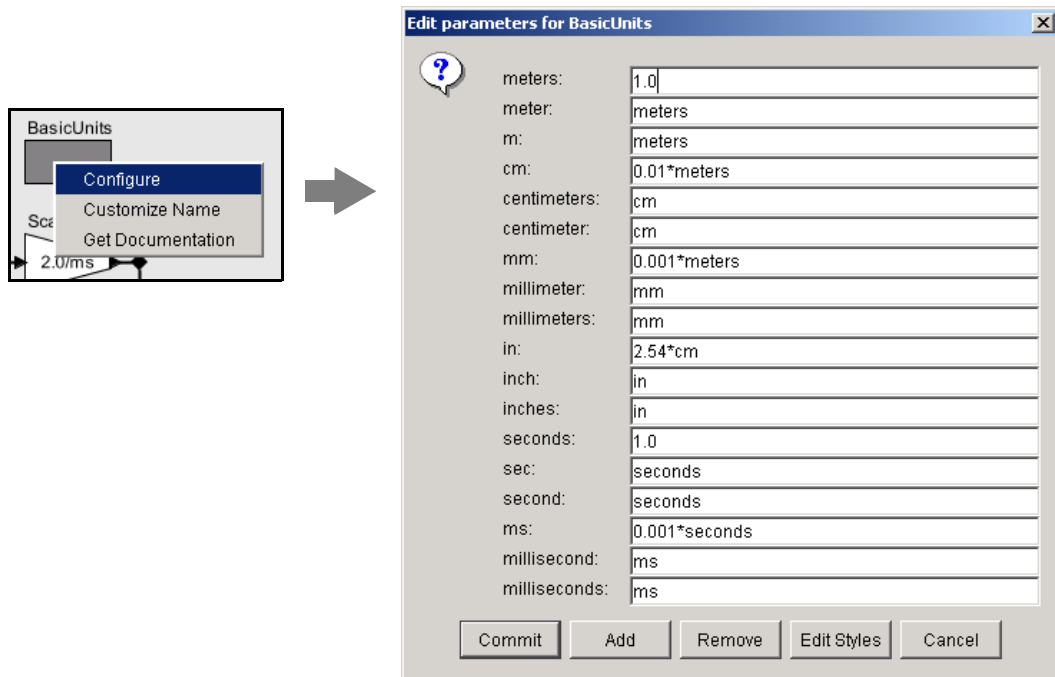 BasicUnits
Configure
Customize Name
Get Documentation
2.0/ms
Edit parameters for BasicUnits
meters: 1.0
meter: meters
m: meters
cm: 0.01*meters
centimeters: cm
centimeter: cm
mm: 0.001*meters
millimeter: mm
millimeters: mm
in: 2.54*cm
inch: in
inches: in
seconds: 1.0
sec: seconds
second: seconds
ms: 0.001*seconds
millisecond: ms
milliseconds: ms
Commit Add Remove Edit Styles Cancel